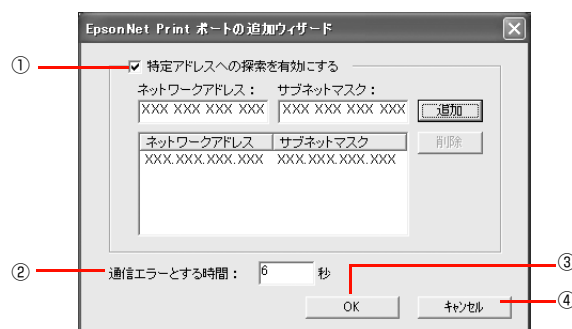 EpsonNet Print ポートの追加ウィザード
① 特定アドレスへの探索を有効にする
ネットワークアドレス： サブネットマスク：
XXX XXX XXX XXX XXX XXX XXX XXX 追加
ネットワークアドレス サブネットマスク 削除
XXX.XXX.XXX.XXX XXX.XXX.XXX.XXX
② 通信エラーとする時間： 6 秒 ③
OK キャンセル ④